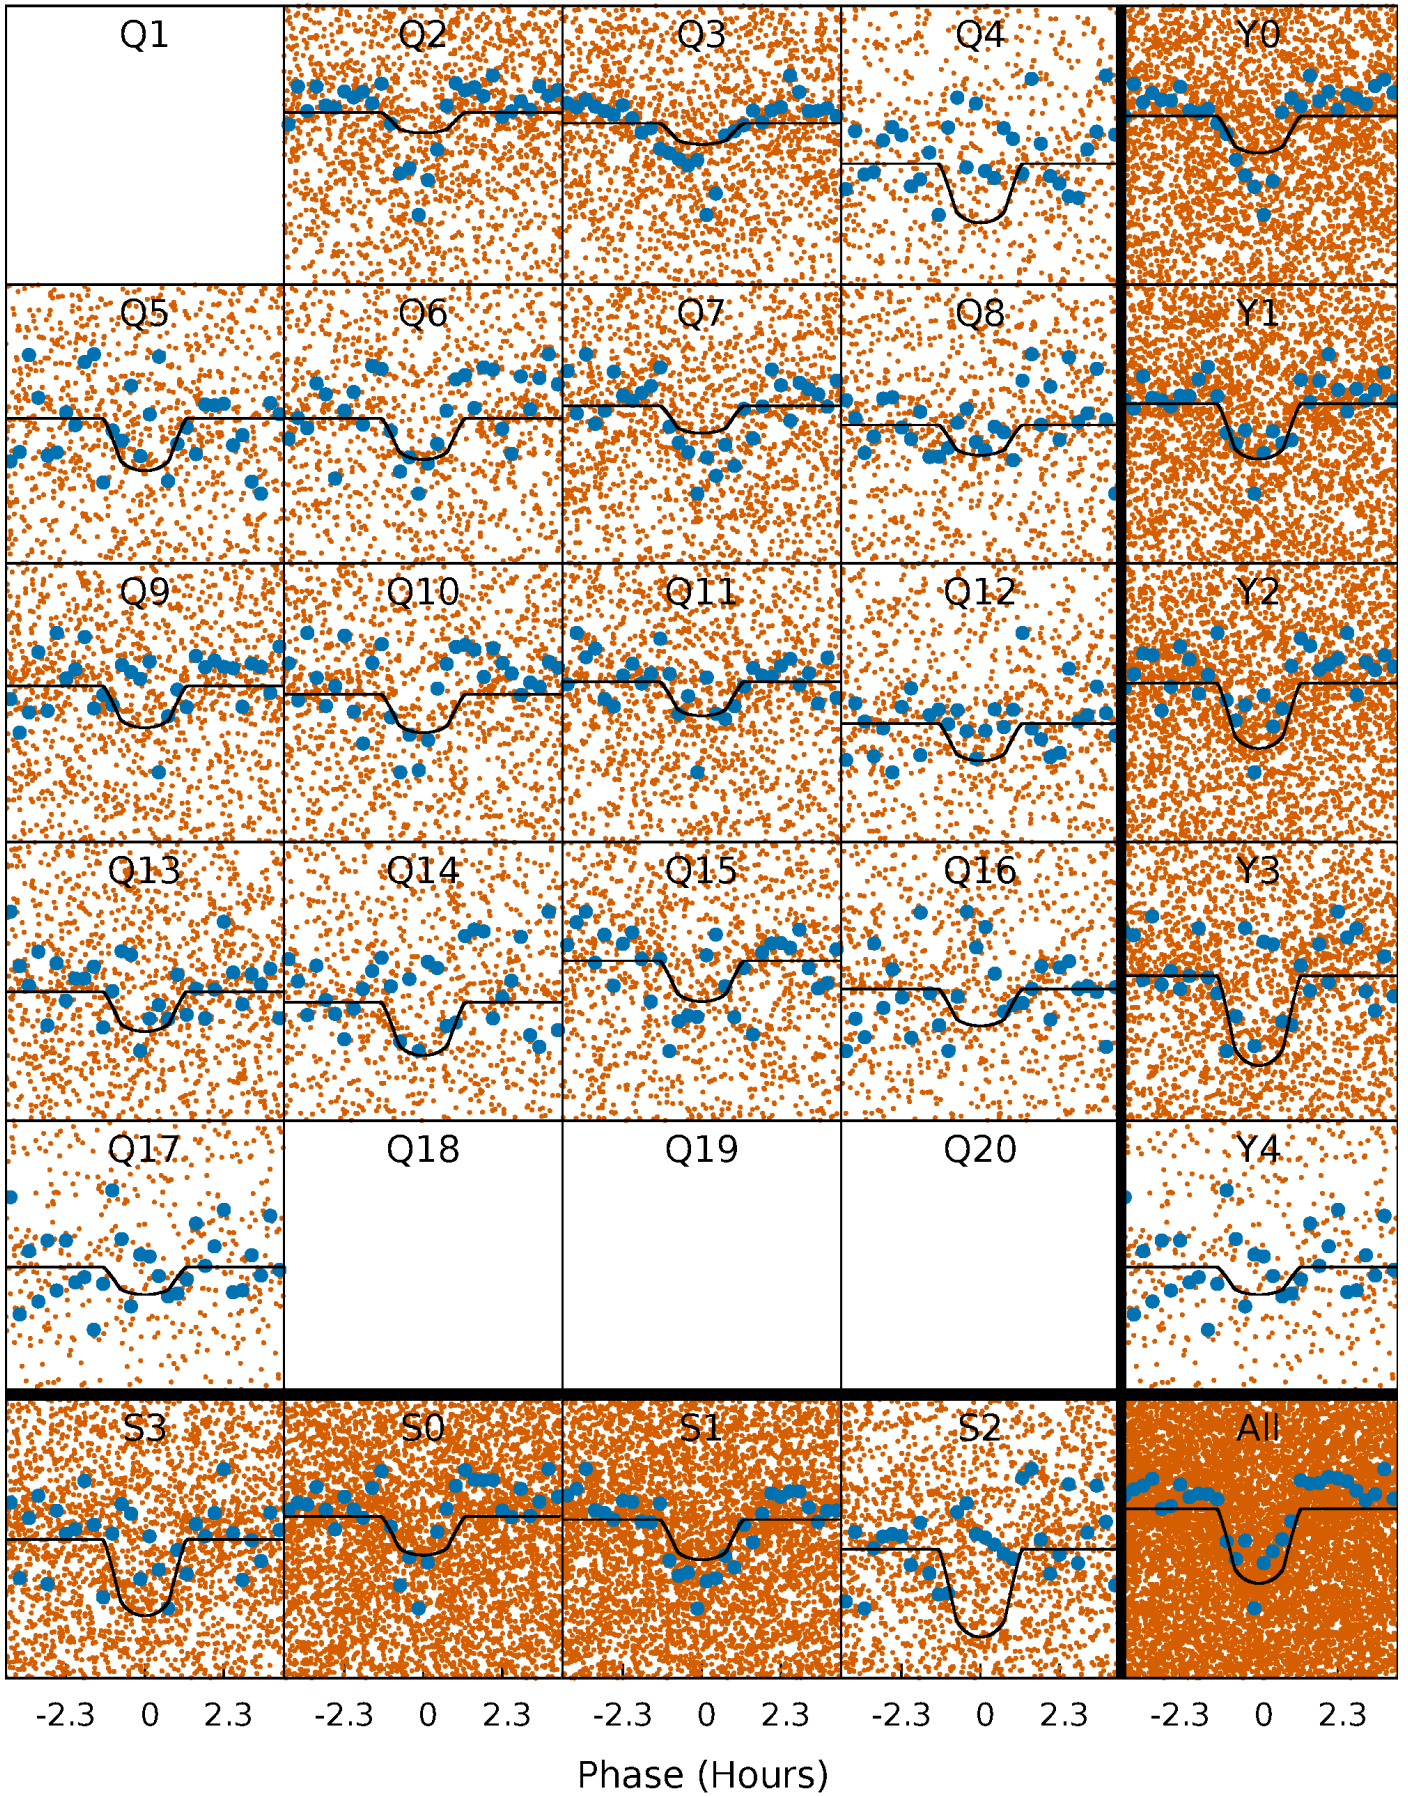 Q1 Q2 Q3 Q4 Y0
Q5 Q6 Q7 Q8 Y1
Q9 Q10 Q11 Q12 Y2
Q13 Q14 Q15 Q16 Y3
Q17 Q18 Q19 Q20 Y4
S3 S0 S1 S2 All
-2.3 0 2.3 -2.3 0 2.3 -2.3 0 2.3 -2.3 0 2.3 -2.3 0 2.3
Phase (Hours)